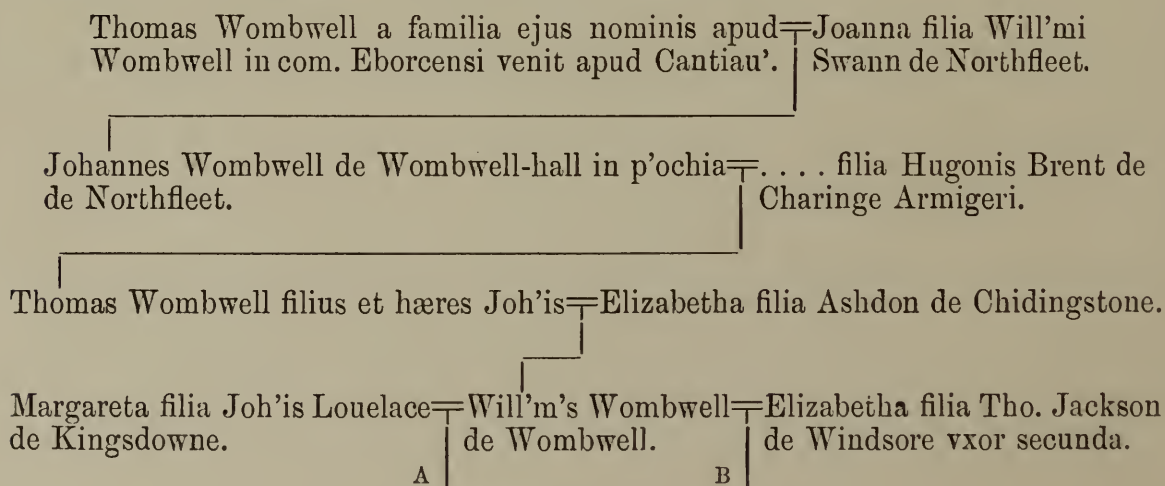 Thomas Wombwell a familia ejus nominis apud Joanna filia Will'mi
Wombwell in com. Eborcensi venit apud Cantiau'. Swann de Northfleet.
Johannes Wombwell de Wombwell-hall in p'ochia . . . . filia Hugonis Brent de
de Northfleet. Charinge Armigeri.
Thomas Wombwell filius et hæres Joh'is Elizabetha filia Ashdon de Chidingstone.
Margareta filia Joh'is Louelace Will'm's Wombwell Elizabetha filia Tho. Jackson
de Kingsdowne. de Wombwell. de Windsore vxor secunda.
A B